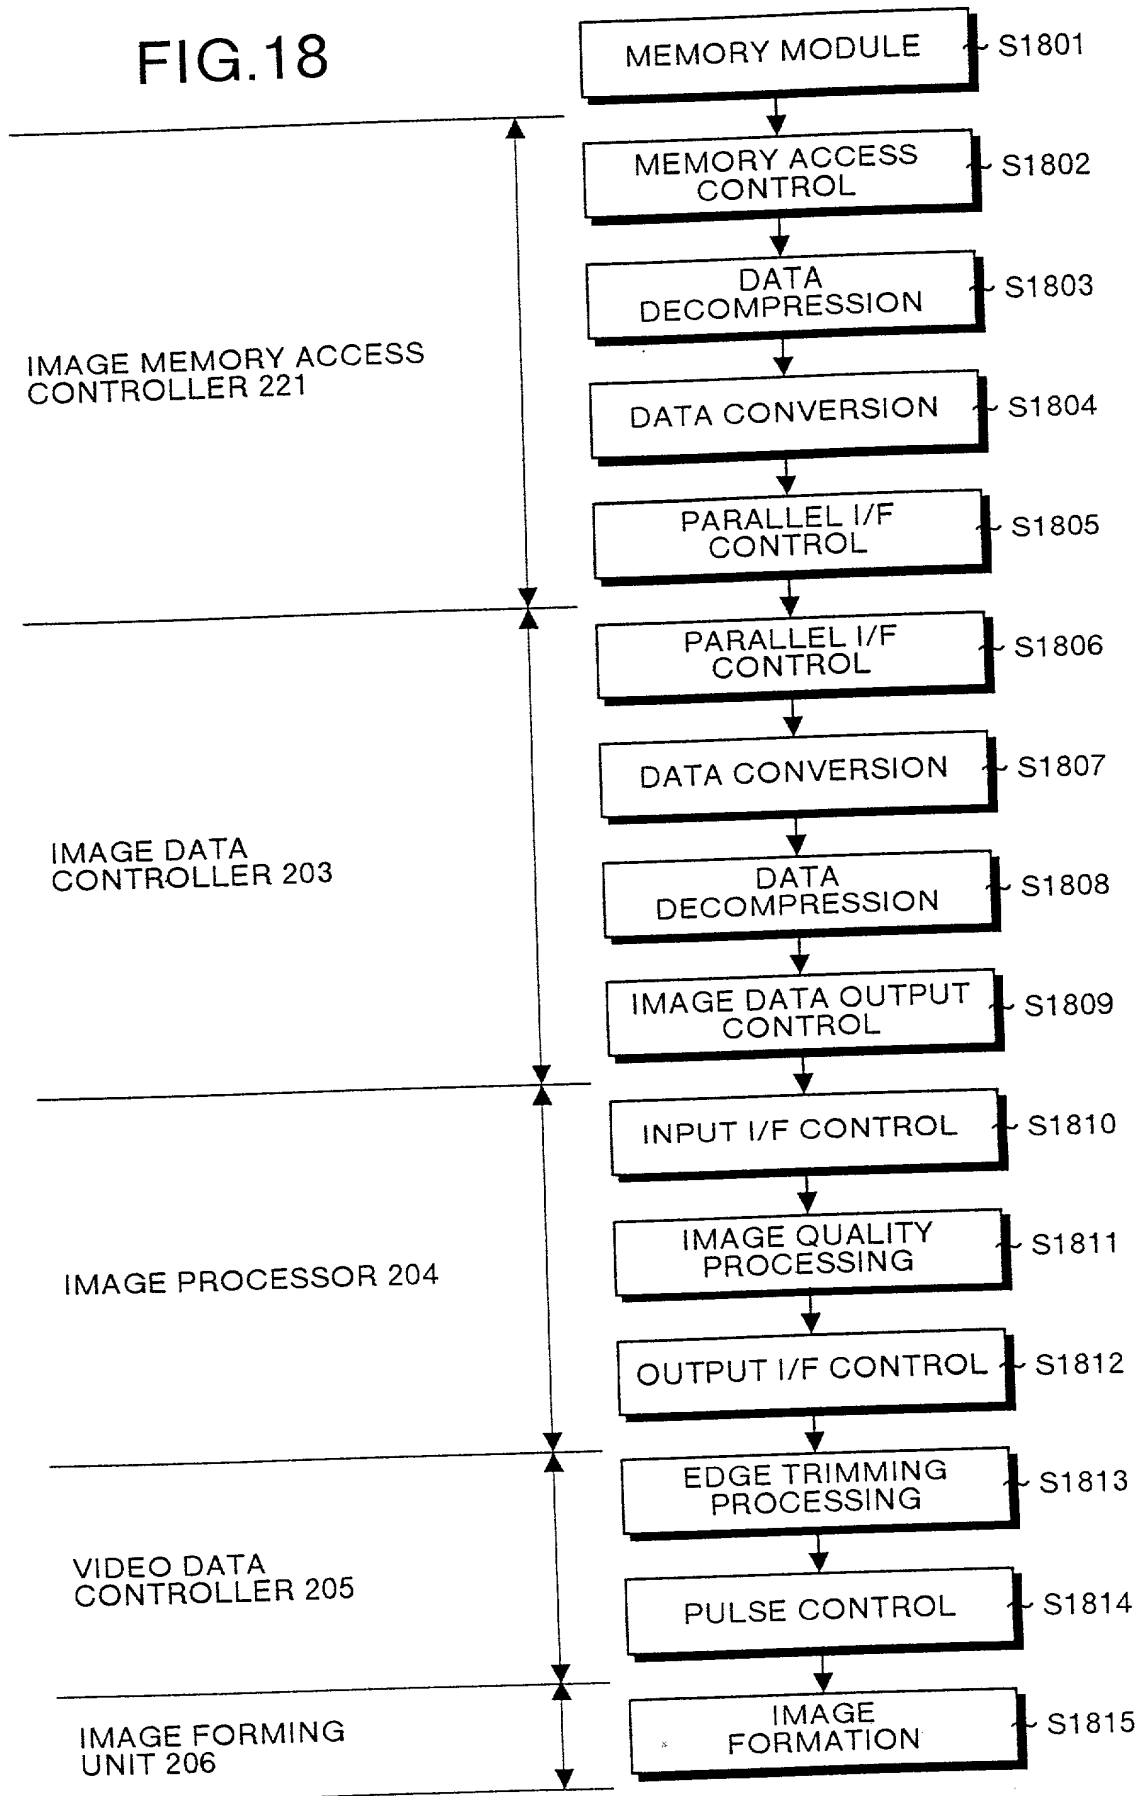 FIG.18
MEMORY MODULE
S1801
MEMORY ACCESS
CONTROL
S1802
DATA
DECOMPRESSION
S1803
IMAGE MEMORY ACCESS
CONTROLLER 221
DATA CONVERSION
S1804
PARALLEL I/F
CONTROL
S1805
PARALLEL I/F
CONTROL
S1806
DATA CONVERSION
S1807
IMAGE DATA
CONTROLLER 203
DATA
DECOMPRESSION
S1808
IMAGE DATA OUTPUT
CONTROL
S1809
INPUT I/F CONTROL
S1810
IMAGE QUALITY
PROCESSING
S1811
IMAGE PROCESSOR 204
OUTPUT I/F CONTROL
S1812
EDGE TRIMMING
PROCESSING
S1813
VIDEO DATA
CONTROLLER 205
PULSE CONTROL
S1814
IMAGE FORMING
UNIT 206
IMAGE
FORMATION
S1815